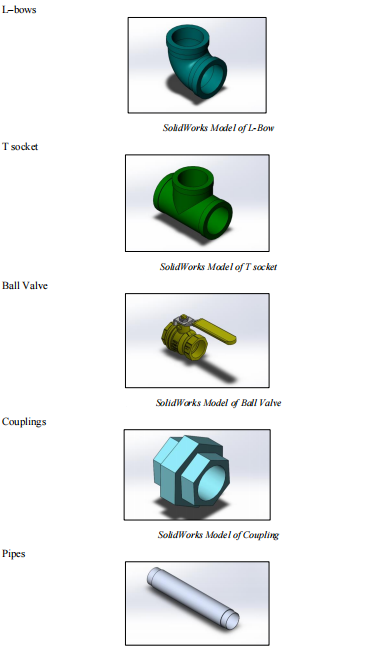 L-bows
SolidWorks Model of L-Bow
T socket
SolidWorks Model of T socket
Ball Valve
SolidWorks Model of Ball Valve
Couplings
SolidWorks Model of Coupling
Pipes